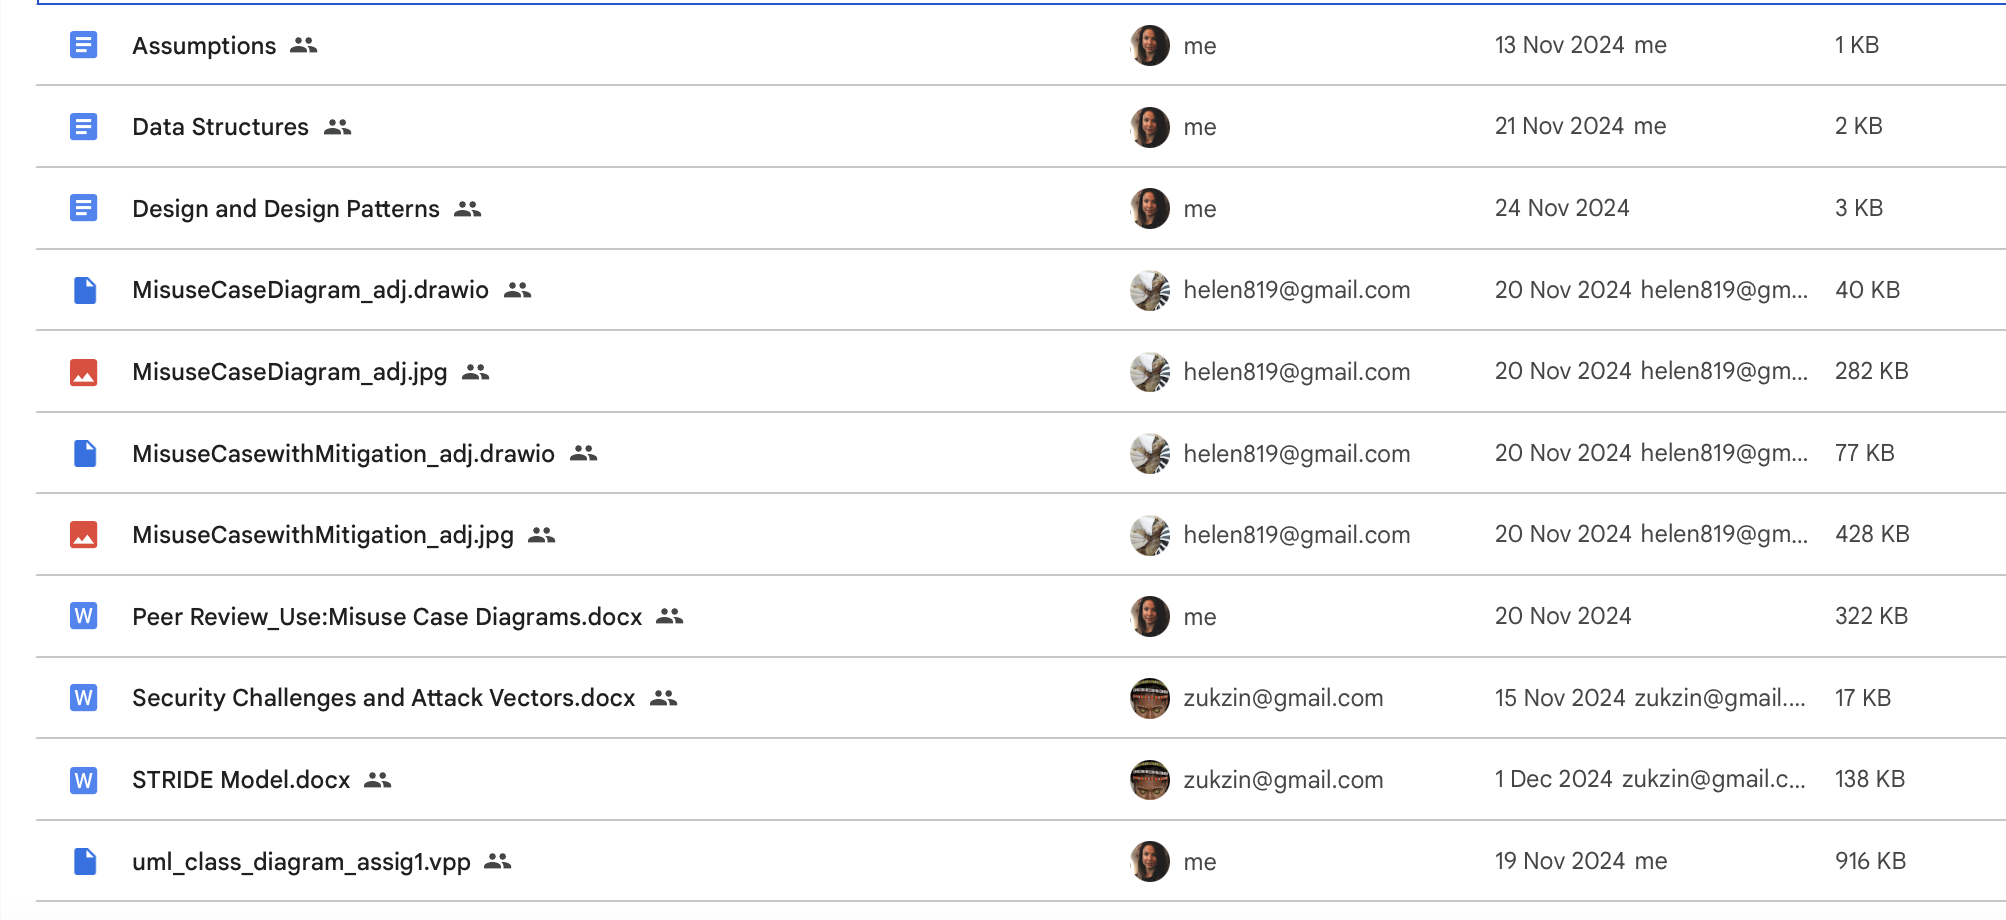 Assumptions me 13 Nov 2024 me 1 KB
Data Structures me 21 Nov 2024 me 2 KB
Design and Design Patterns me 24 Nov 2024 3 KB
MisuseCaseDiagram_adj.drawio helen819@gmail.com 20 Nov 2024 helen819@gm... 40 KB
MisuseCaseDiagram_adj.jpg helen819@gmail.com 20 Nov 2024 helen819@gm... 282 KB
MisuseCasewithMitigation_adj.drawio helen819@gmail.com 20 Nov 2024 helen819@gm... 77 KB
MisuseCasewithMitigation_adj.jpg helen819@gmail.com 20 Nov 2024 helen819@gm... 428 KB
W Peer Review_Use:Misuse Case Diagrams.docx me 20 Nov 2024 322 KB
W Security Challenges and Attack Vectors.docx zukzin@gmail.com 15 Nov 2024 zukzin@gmail.... 17 KB
W STRIDE Model.docx zukzin@gmail.com 1 Dec 2024 zukzin@gmail.c... 138 KB
uml_class_diagram_assig1.vpp me 19 Nov 2024 me 916 KB